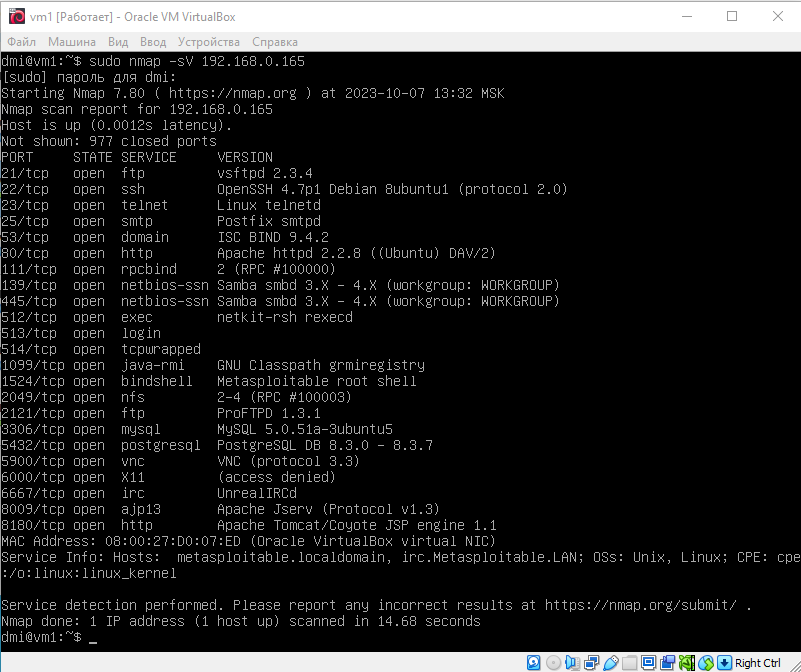 vm1 [Работает] - Oracle VM VirtualBox
Файл Машина Вид Ввод Устройства Справка
dmi@vm1:~$ sudo nmap -sV 192.168.0.165
[sudo] пароль для dmi:
Starting Nmap 7.80 ( https://nmap.org ) at 2023-10-07 13:32 MSK
Nmap scan report for 192.168.0.165
Host is up (0.0012s latency).
Not shown: 977 closed ports
PORT     STATE SERVICE     VERSION
21/tcp   open  ftp         vsftpd 2.3.4
22/tcp   open  ssh         OpenSSH 4.7p1 Debian 8ubuntu1 (protocol 2.0)
23/tcp   open  telnet      Linux telnetd
25/tcp   open  smtp        Postfix smtpd
53/tcp   open  domain      ISC BIND 9.4.2
80/tcp   open  http        Apache httpd 2.2.8 ((Ubuntu) DAV/2)
111/tcp  open  rpcbind     2 (RPC #100000)
139/tcp  open  netbios-ssn Samba smbd 3.X - 4.X (workgroup: WORKGROUP)
445/tcp  open  netbios-ssn Samba smbd 3.X - 4.X (workgroup: WORKGROUP)
512/tcp  open  exec        netkit-rsh rexecd
513/tcp  open  login
514/tcp  open  tcpwrapped
1099/tcp open  java-rmi    GNU Classpath grmiregistry
1524/tcp open  bindshell   Metasploitable root shell
2049/tcp open  nfs         2-4 (RPC #100003)
2121/tcp open  ftp         ProFTPD 1.3.1
3306/tcp open  mysql       MySQL 5.0.51a-3ubuntu5
5432/tcp open  postgresql  PostgreSQL DB 8.3.0 - 8.3.7
5900/tcp open  vnc         VNC (protocol 3.3)
6000/tcp open  X11         (access denied)
6667/tcp open  irc         UnrealIRCd
8009/tcp open  ajp13       Apache Jserv (Protocol v1.3)
8180/tcp open  http        Apache Tomcat/Coyote JSP engine 1.1
MAC Address: 08:00:27:D0:07:ED (Oracle VirtualBox virtual NIC)
Service Info: Hosts:  metasploitable.localdomain, irc.Metasploitable.LAN; OSs: Unix, Linux; CPE: cpe
:/o:linux:linux_kernel
Service detection performed. Please report any incorrect results at https://nmap.org/submit/ .
Nmap done: 1 IP address (1 host up) scanned in 14.68 seconds
dmi@vm1:~$ _
Right Ctrl